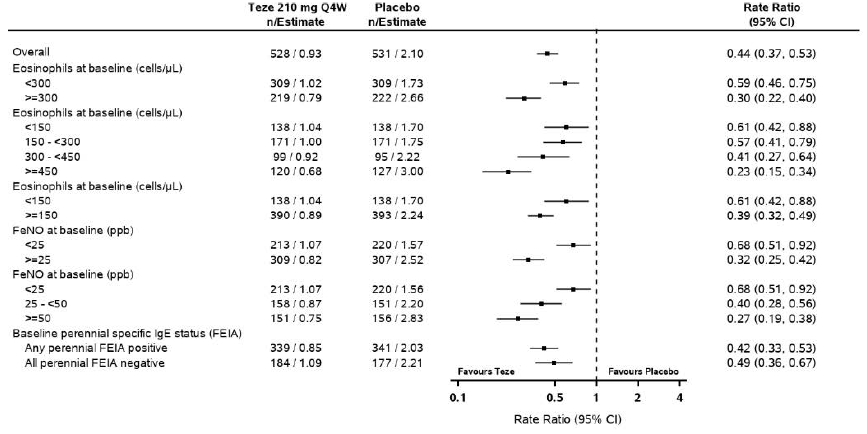 Teze 210 mg Q4W Placebo Rate Ratio
n/Estimate n/Estimate (95% CI)
Overall 528 / 0.93 531 / 2.10 0.44 (0.37, 0.53)
Eosinophils at baseline (cells/µL)
<300 309 / 1.02 309 / 1.73 0.59 (0.46, 0.75)
>=300 219 / 0.79 222 / 2.66 0.30 (0.22, 0.40)
Eosinophils at baseline (cells/µL)
<150 138 / 1.04 138 / 1.70 0.61 (0.42, 0.88)
150 - <300 171 / 1.00 171 / 1.75 0.57 (0.41, 0.79)
300 - <450 99 / 0.92 95 / 2.22 0.41 (0.27, 0.64)
>=450 120 / 0.68 127 / 3.00 0.23 (0.15, 0.34)
Eosinophils at baseline (cells/µL)
<150 138 / 1.04 138 / 1.70 0.61 (0.42, 0.88)
>=150 390 / 0.89 393 / 2.24 0.39 (0.32, 0.49)
FeNO at baseline (ppb)
<25 213 / 1.07 220 / 1.57 0.68 (0.51, 0.92)
>=25 309 / 0.82 307 / 2.52 0.32 (0.25, 0.42)
FeNO at baseline (ppb)
<25 213 / 1.07 220 / 1.56 0.68 (0.51, 0.92)
25 - <50 158 / 0.87 151 / 2.20 0.40 (0.28, 0.56)
>=50 151 / 0.75 156 / 2.83 0.27 (0.19, 0.38)
Baseline perennial specific IgE status (FEIA)
Any perennial FEIA positive 339 / 0.85 341 / 2.03 0.42 (0.33, 0.53)
All perennial FEIA negative 184 / 1.09 177 / 2.21 0.49 (0.36, 0.67)
Favours Teze Favours Placebo
0.1 0.5 1 2 4
Rate Ratio (95% CI)